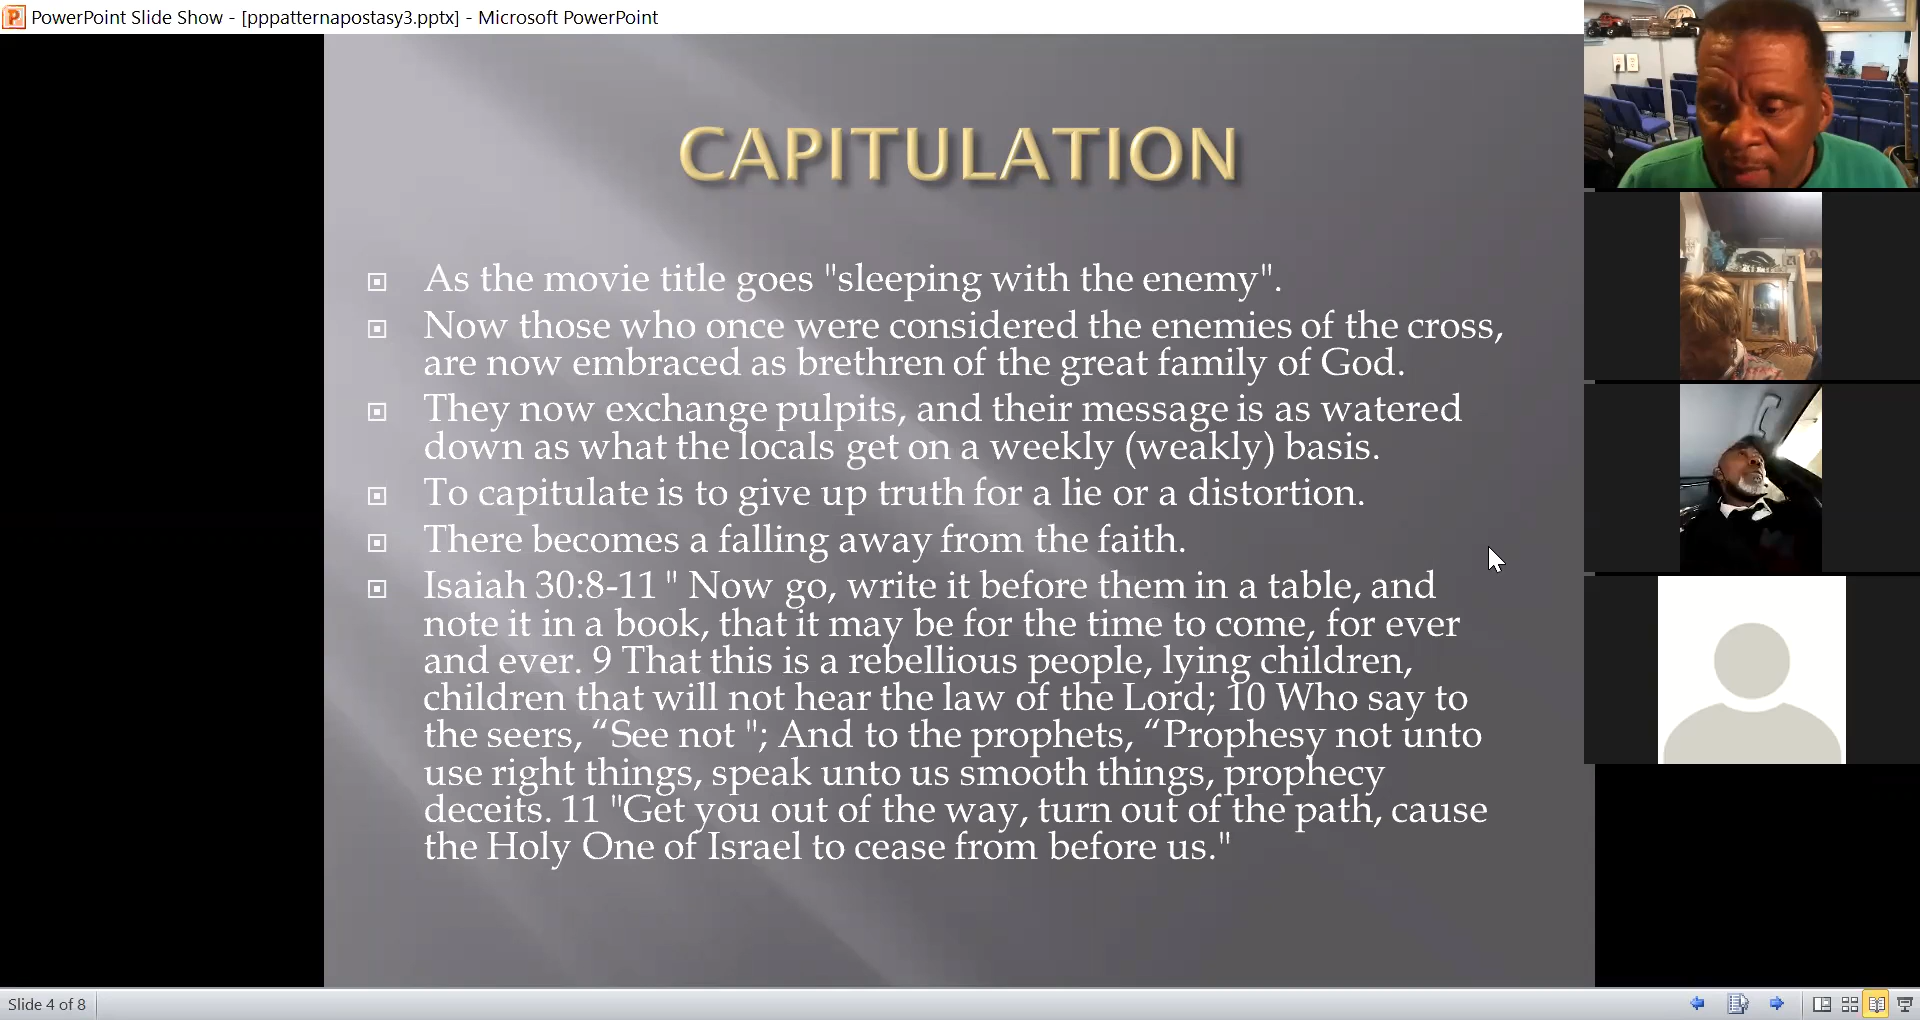 PowerPoint Slide Show - [pppatternapostasy3.pptx] - Microsoft PowerPoint
CAPITULATION
As the movie title goes "sleeping with the enemy".
Now those who once were considered the enemies of the cross,
are now embraced as brethren of the great family of God.
They now exchange pulpits, and their message is as watered
down as what the locals get on a weekly (weakly) basis.
To capitulate is to give up truth for a lie or a distortion.
There becomes a falling away from the faith.
Isaiah 30:8-11 " Now go, write it before them in a table, and
note it in a book, that it may be for the time to come, for ever
and ever. 9 That this is a rebellious people, lying children,
children that will not hear the law of the Lord; 10 Who say to
the seers, “See not "; And to the prophets, “Prophesy not unto
use right things, speak unto us smooth things, prophecy
deceits. 11 "Get you out of the way, turn out of the path, cause
the Holy One of Israel to cease from before us."
Slide 4 of 8